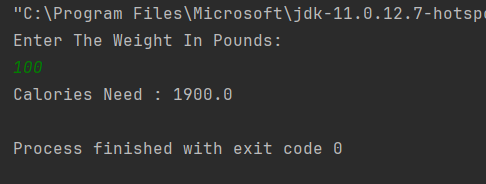 "C:\Program Files\Microsoft\jdk-11.0.12.7-hotsp
Enter The Weight In Pounds:
100
Calories Need : 1900.0
Process finished with exit code 0